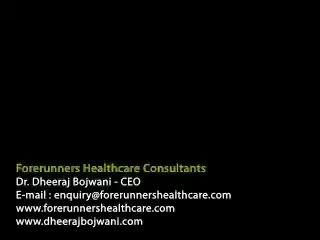 Forerunners Healthcare Consultants
Dr. Dheeraj Bojwani - CEO
E-mail : enquiry@forerunnershealthcare.com
www.forerunnershealthcare.com
www.dheerajbojwani.com